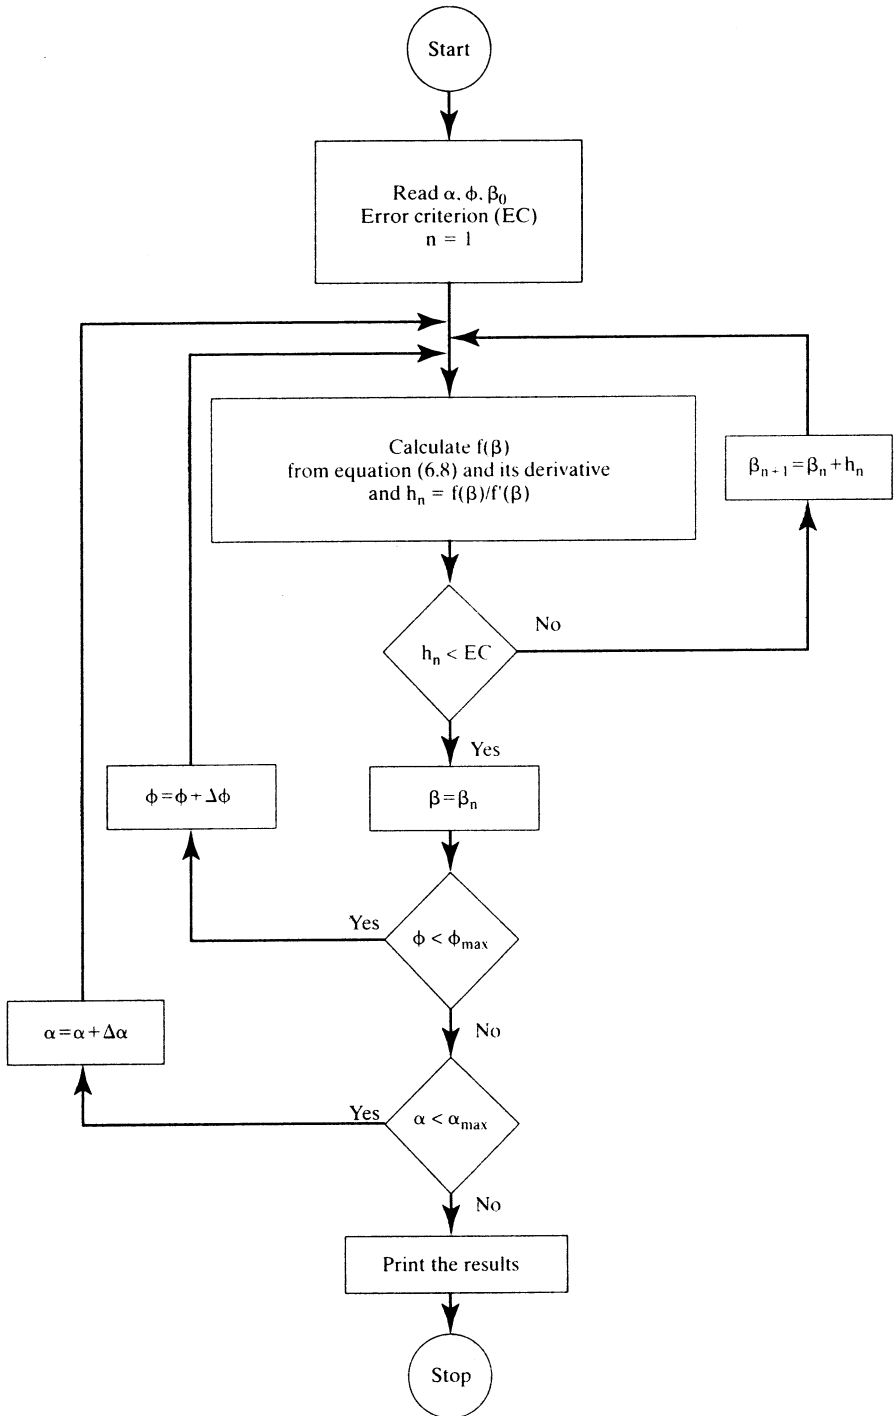 Start
Read α, φ, β₀
Error criterion (EC)
n = 1
Calculate f(β)
from equation (6.8) and its derivative
and hₙ = f(β)/f'(β)
βₙ₊₁=βₙ+hₙ
hₙ < EC
No
Yes
φ=φ+Δφ
β=βₙ
Yes
φ < φmax
No
α=α+Δα
Yes
α < αmax
No
Print the results
Stop